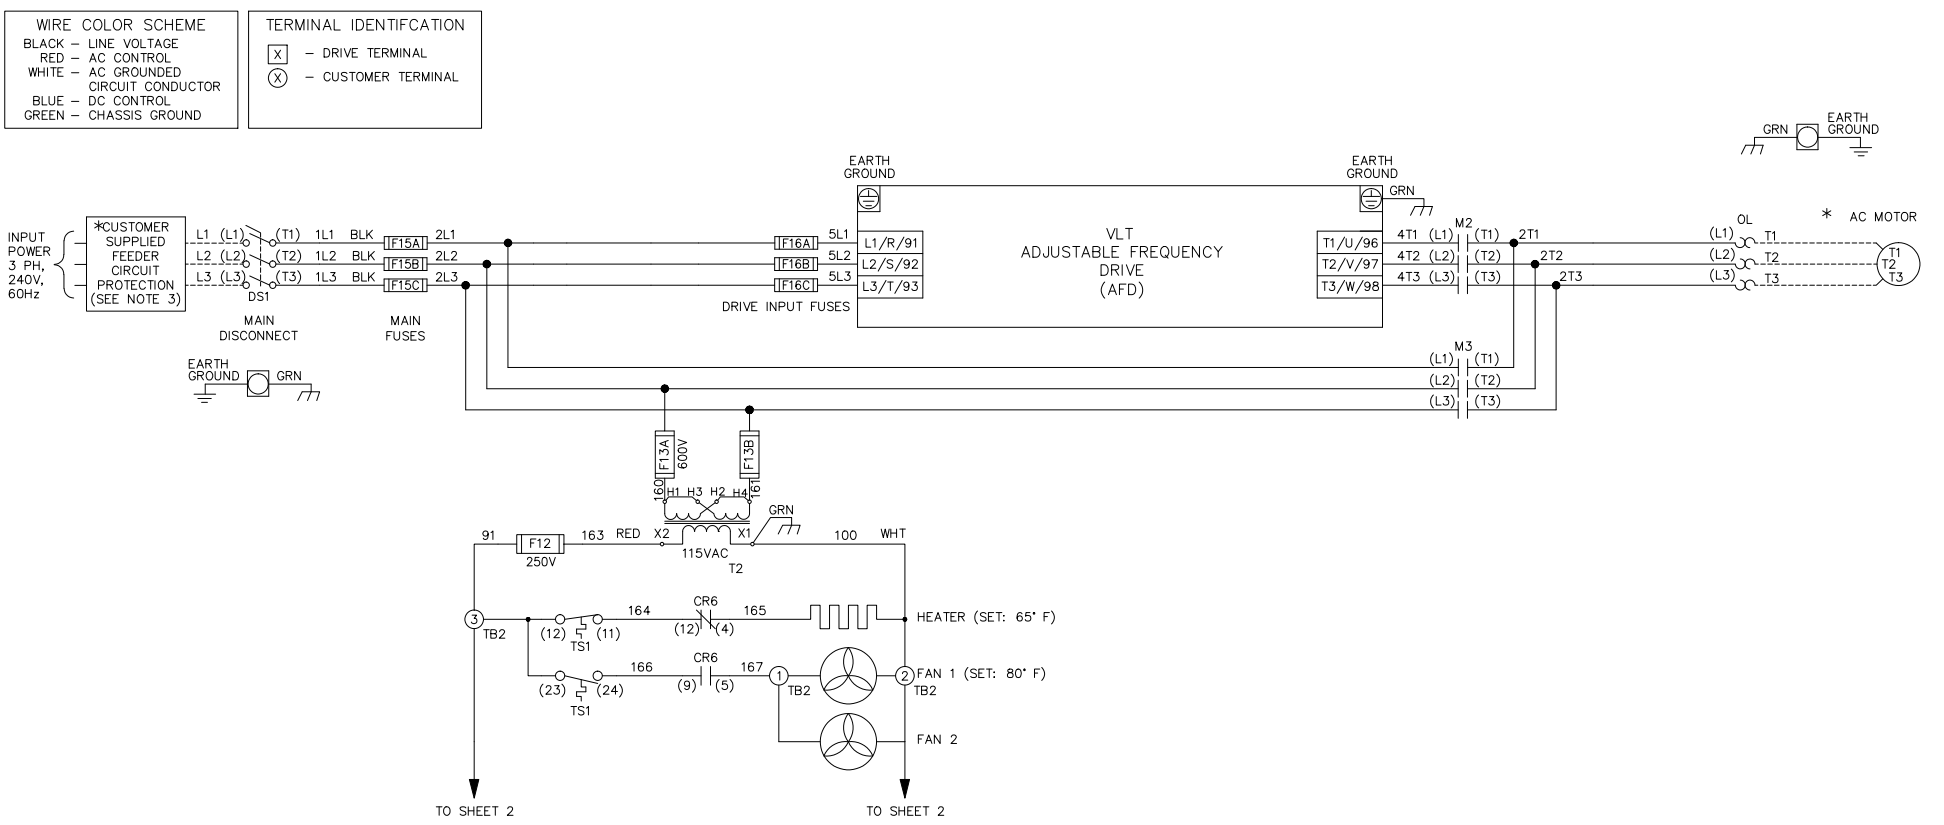 WIRE COLOR SCHEME
BLACK – LINE VOLTAGE
RED – AC CONTROL
WHITE – AC GROUNDED
CIRCUIT CONDUCTOR
BLUE – DC CONTROL
GREEN – CHASSIS GROUND
TERMINAL IDENTIFCATION
X – DRIVE TERMINAL
X – CUSTOMER TERMINAL
GRN
EARTH
GROUND
EARTH
GROUND
EARTH
GROUND
GRN
INPUT
POWER
3 PH,
240V,
60Hz
*CUSTOMER
SUPPLIED
FEEDER
CIRCUIT
PROTECTION
(SEE NOTE 3)
L1 (L1) (T1) 1L1 BLK F15A 2L1
L2 (L2) (T2) 1L2 BLK F15B 2L2
L3 (L3) (T3) 1L3 BLK F15C 2L3
DS1
MAIN
DISCONNECT
MAIN
FUSES
F16A 5L1 L1/R/91
F16B 5L2 L2/S/92
F16C 5L3 L3/T/93
DRIVE INPUT FUSES
VLT
ADJUSTABLE FREQUENCY
DRIVE
(AFD)
M2
T1/U/96 4T1 (L1) (T1) 2T1
T2/V/97 4T2 (L2) (T2) 2T2
T3/W/98 4T3 (L3) (T3) 2T3
OL
* AC MOTOR
(L1) T1 T1
(L2) T2 T2
(L3) T3 T3
M3
(L1) (T1)
(L2) (T2)
(L3) (T3)
EARTH
GROUND
GRN
F13A
600V
F13B
160
161
H1 H3 H2 H4
GRN
91 F12 163 RED X2 X1 100 WHT
250V
115VAC
T2
CR6
3 164 165 HEATER (SET: 65° F)
TB2 (12) (11) (12) (4)
TS1
CR6
166 167 1 2 FAN 1 (SET: 80° F)
(23) (24) (9) (5) TB2 TB2
TS1
FAN 2
TO SHEET 2
TO SHEET 2